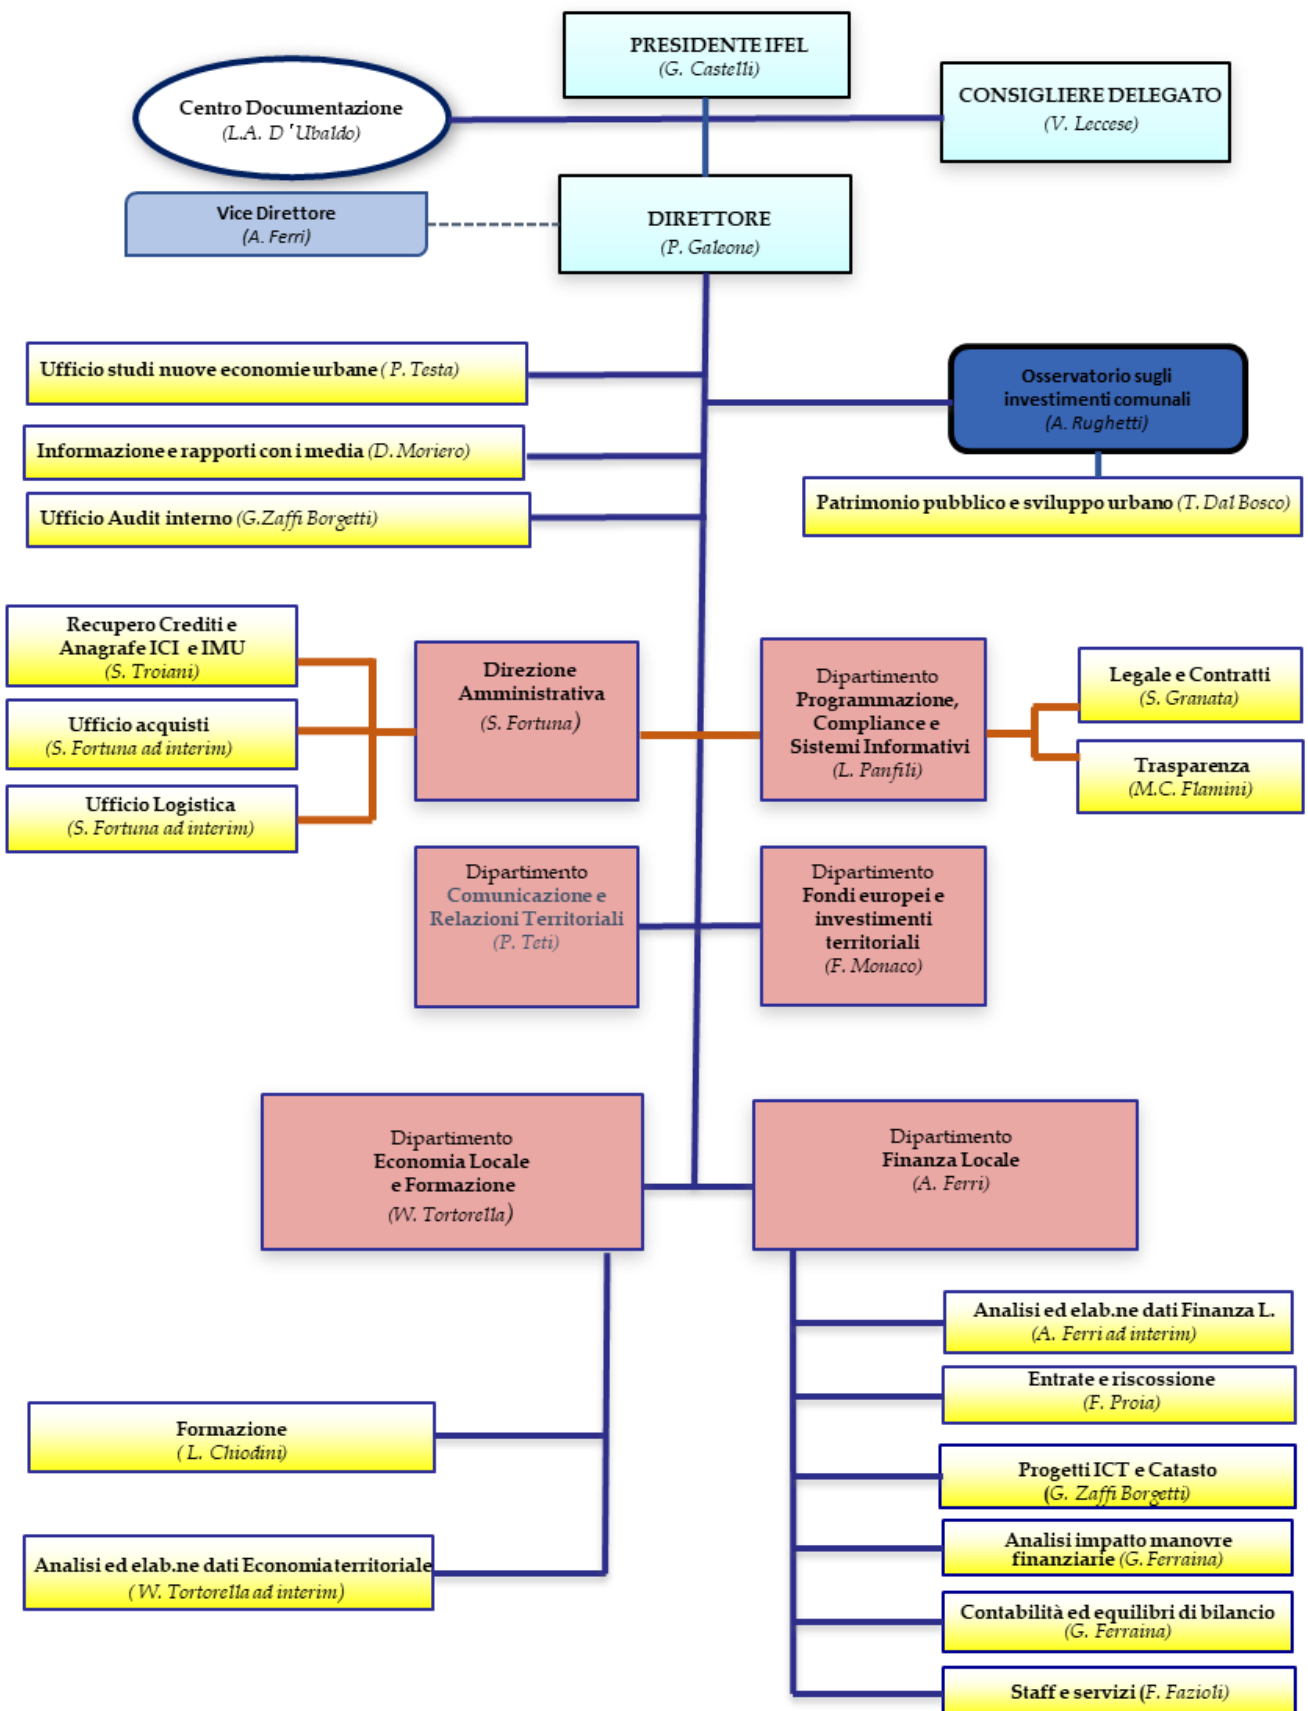 PRESIDENTE IFEL
(G. Castelli)
Centro Documentazione
(L.A. D'Ubaldo)
CONSIGLIERE DELEGATO
(V. Leccese)
Vice Direttore
(A. Ferri)
DIRETTORE
(P. Galeone)
Ufficio studi nuove economie urbane (P. Testa)
Osservatorio sugli
investimenti comunali
(A. Rughetti)
Informazione e rapporti con i media (D. Moriero)
Patrimonio pubblico e sviluppo urbano (T. Dal Bosco)
Ufficio Audit interno (G.Zaffi Borgetti)
Recupero Crediti e
Anagrafe ICI e IMU
(S. Troiani)
Ufficio acquisti
(S. Fortuna ad interim)
Ufficio Logistica
(S. Fortuna ad interim)
Direzione
Amministrativa
(S. Fortuna)
Dipartimento
Programmazione,
Compliance e
Sistemi Informativi
(L. Panfili)
Legale e Contratti
(S. Granata)
Trasparenza
(M.C. Flamini)
Dipartimento
Comunicazione e
Relazioni Territoriali
(P. Teti)
Dipartimento
Fondi europei e
investimenti
territoriali
(F. Monaco)
Dipartimento
Economia Locale
e Formazione
(W. Tortorella)
Dipartimento
Finanza Locale
(A. Ferri)
Formazione
(L. Chiodini)
Analisi ed elab.ne dati Economia territoriale
(W. Tortorella ad interim)
Analisi ed elab.ne dati Finanza L.
(A. Ferri ad interim)
Entrate e riscossione
(F. Proia)
Progetti ICT e Catasto
(G. Zaffi Borgetti)
Analisi impatto manovre
finanziarie (G. Ferraina)
Contabilità ed equilibri di bilancio
(G. Ferraina)
Staff e servizi (F. Fazioli)